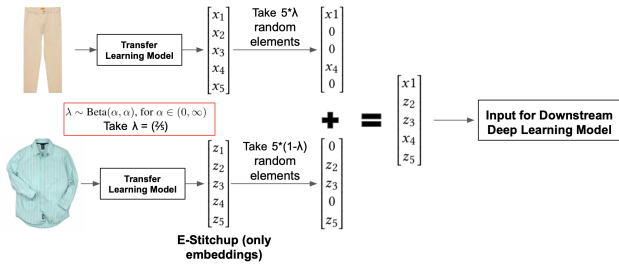 Transfer
Learning Model
x₁
x₂
x₃
x₄
x₅
Take 5*λ
random
elements
x1
0
0
x₄
0
λ ∼ Beta(α, α), for α ∈ (0, ∞)
Take λ = (⅖)
+ =
x1
z₂
z₃
x₄
z₅
Input for Downstream
Deep Learning Model
Transfer
Learning Model
z₁
z₂
z₃
z₄
z₅
Take 5*(1-λ)
random
elements
0
z₂
z₃
0
z₅
E-Stitchup (only
embeddings)